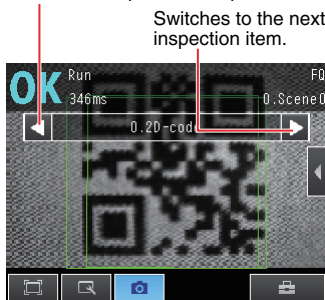 Switches to the next
inspection item.
OK Run FQ
346ms 0.Scene0
0.2D-code